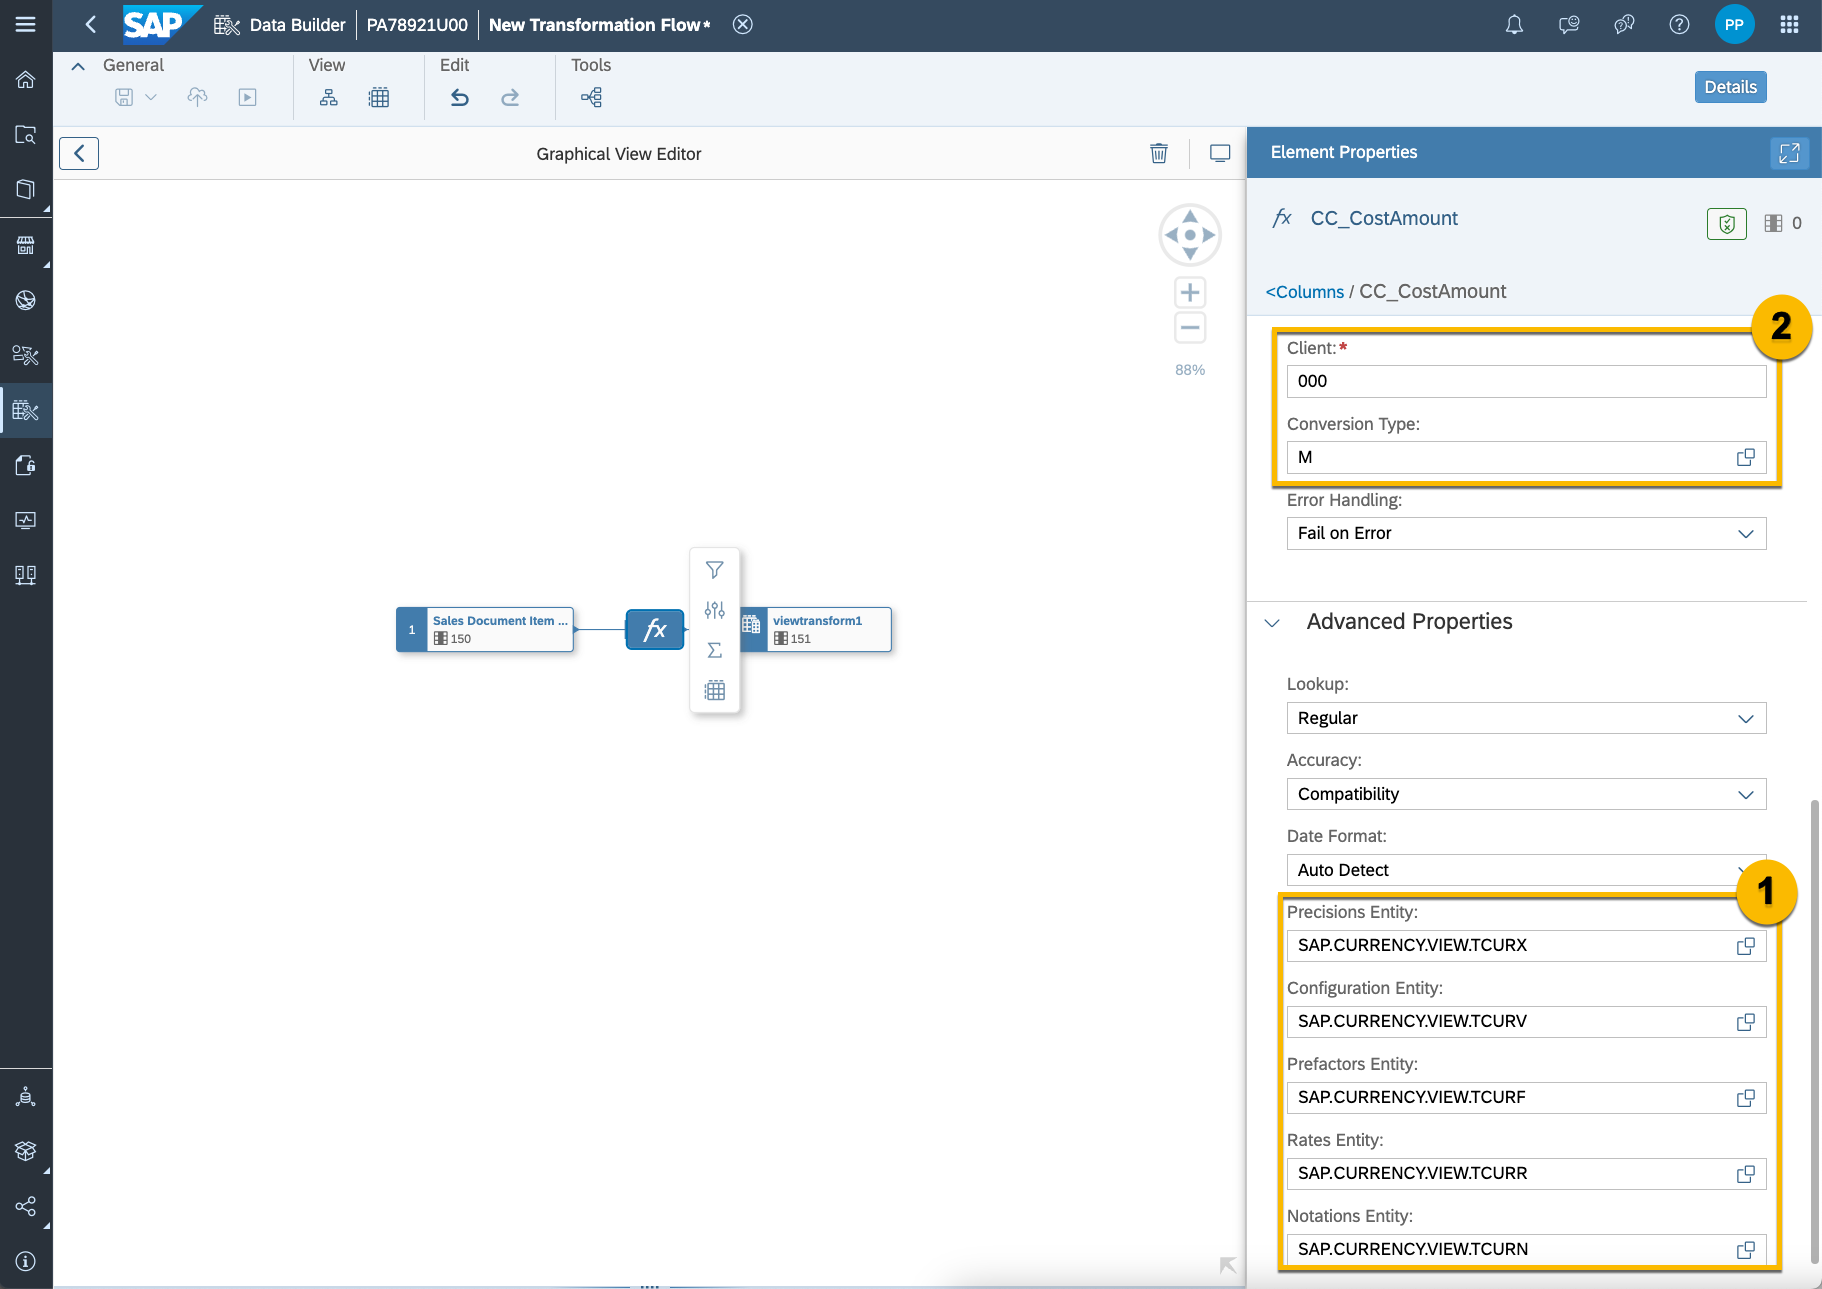 SAP Data Builder PA78921U00 New Transformation Flow* PP
General View Edit Tools
Details
Graphical View Editor
Element Properties
fx CC_CostAmount
0
<Columns / CC_CostAmount
2
Client:*
000
Conversion Type:
M
Error Handling:
Fail on Error
88%
1 Sales Document Item ...
150
fx
viewtransform1
151
Advanced Properties
Lookup:
Regular
Accuracy:
Compatibility
Date Format:
Auto Detect
1
Precisions Entity:
SAP.CURRENCY.VIEW.TCURX
Configuration Entity:
SAP.CURRENCY.VIEW.TCURV
Prefactors Entity:
SAP.CURRENCY.VIEW.TCURF
Rates Entity:
SAP.CURRENCY.VIEW.TCURR
Notations Entity:
SAP.CURRENCY.VIEW.TCURN